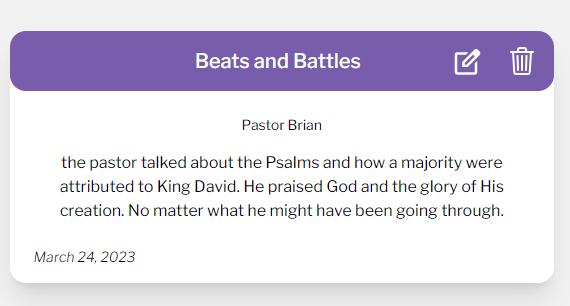 Beats and Battles
Pastor Brian
the pastor talked about the Psalms and how a majority were
attributed to King David. He praised God and the glory of His
creation. No matter what he might have been going through.
March 24, 2023